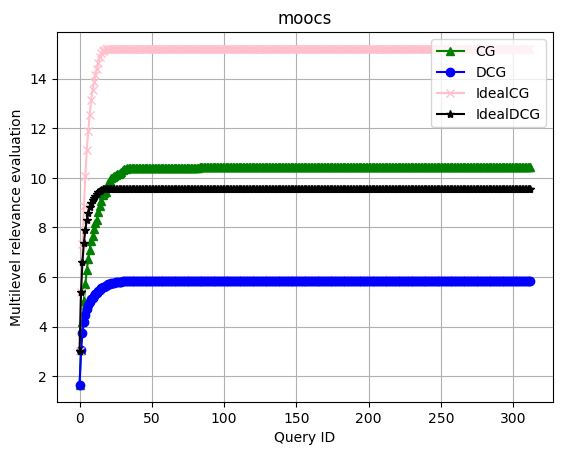 moocs
CG
DCG
IdealCG
IdealDCG
Multilevel relevance evaluation
14
12
10
8
6
4
2
0 50 100 150 200 250 300
Query ID